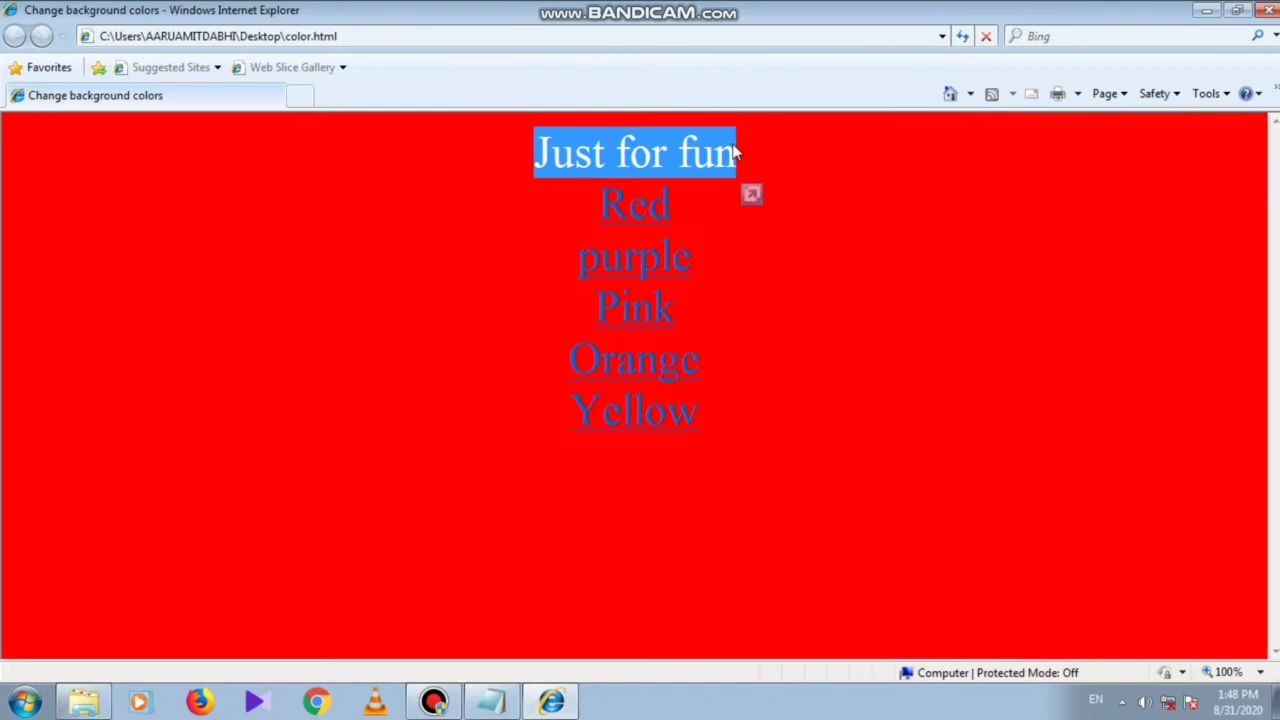 Change background colors - Windows Internet Explorer
www.BANDICAM.com
C:\Users\AARUAMITDABHI\Desktop\color.html
Bing
Favorites
Suggested Sites
Web Slice Gallery
Change background colors
Page
Safety
Tools
Just for fun
Red
purple
Pink
Orange
Yellow
Computer | Protected Mode: Off
100%
EN
1:48 PM
8/31/2020